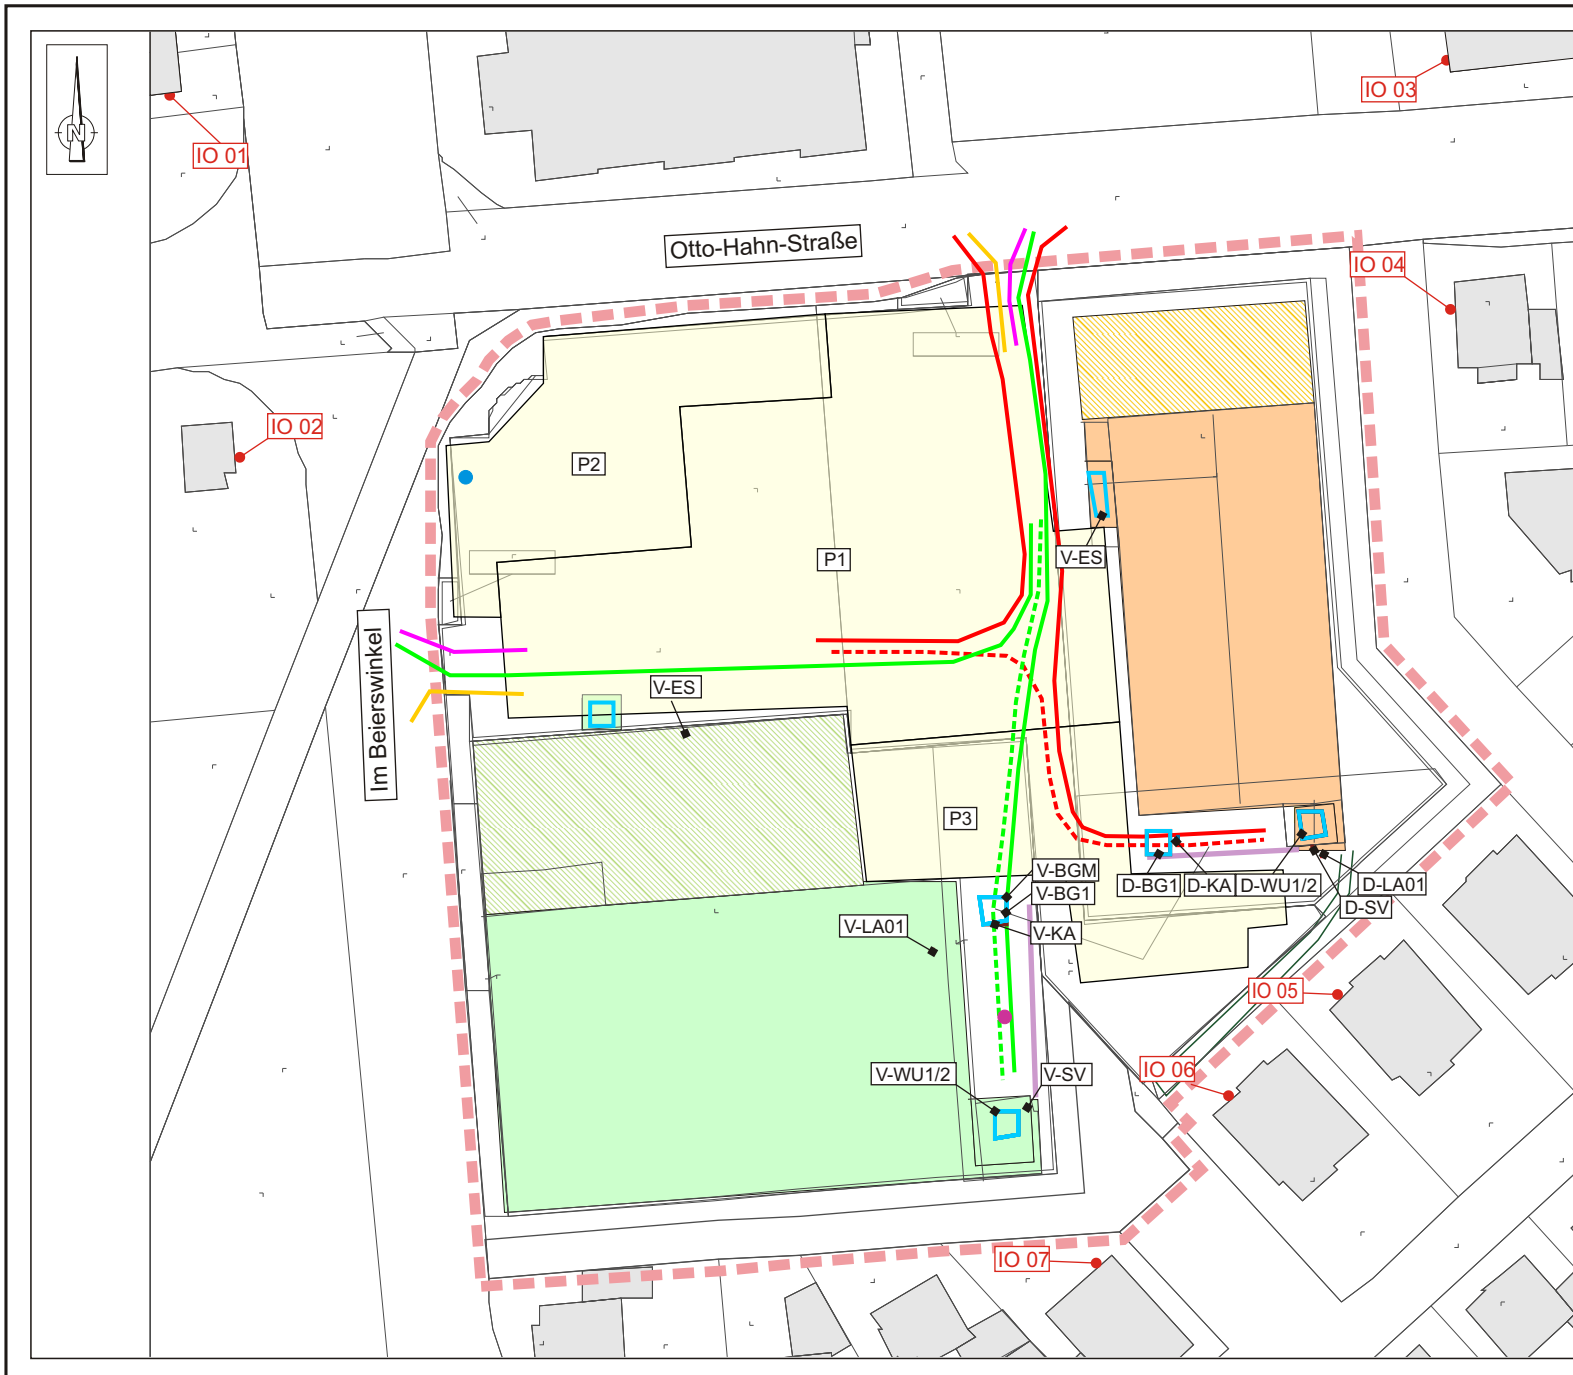 IO 03
N
IO 01
Otto-Hahn-Straße
IO 04
IO 02
P2
P1
V-ES
Im Beierswinkel
V-ES
P3
V-BGM
V-BG1
D-BG1
D-KA
D-WU1/2
D-LA01
D-SV
V-LA01
V-KA
IO 05
V-WU1/2
V-SV
IO 06
IO 07